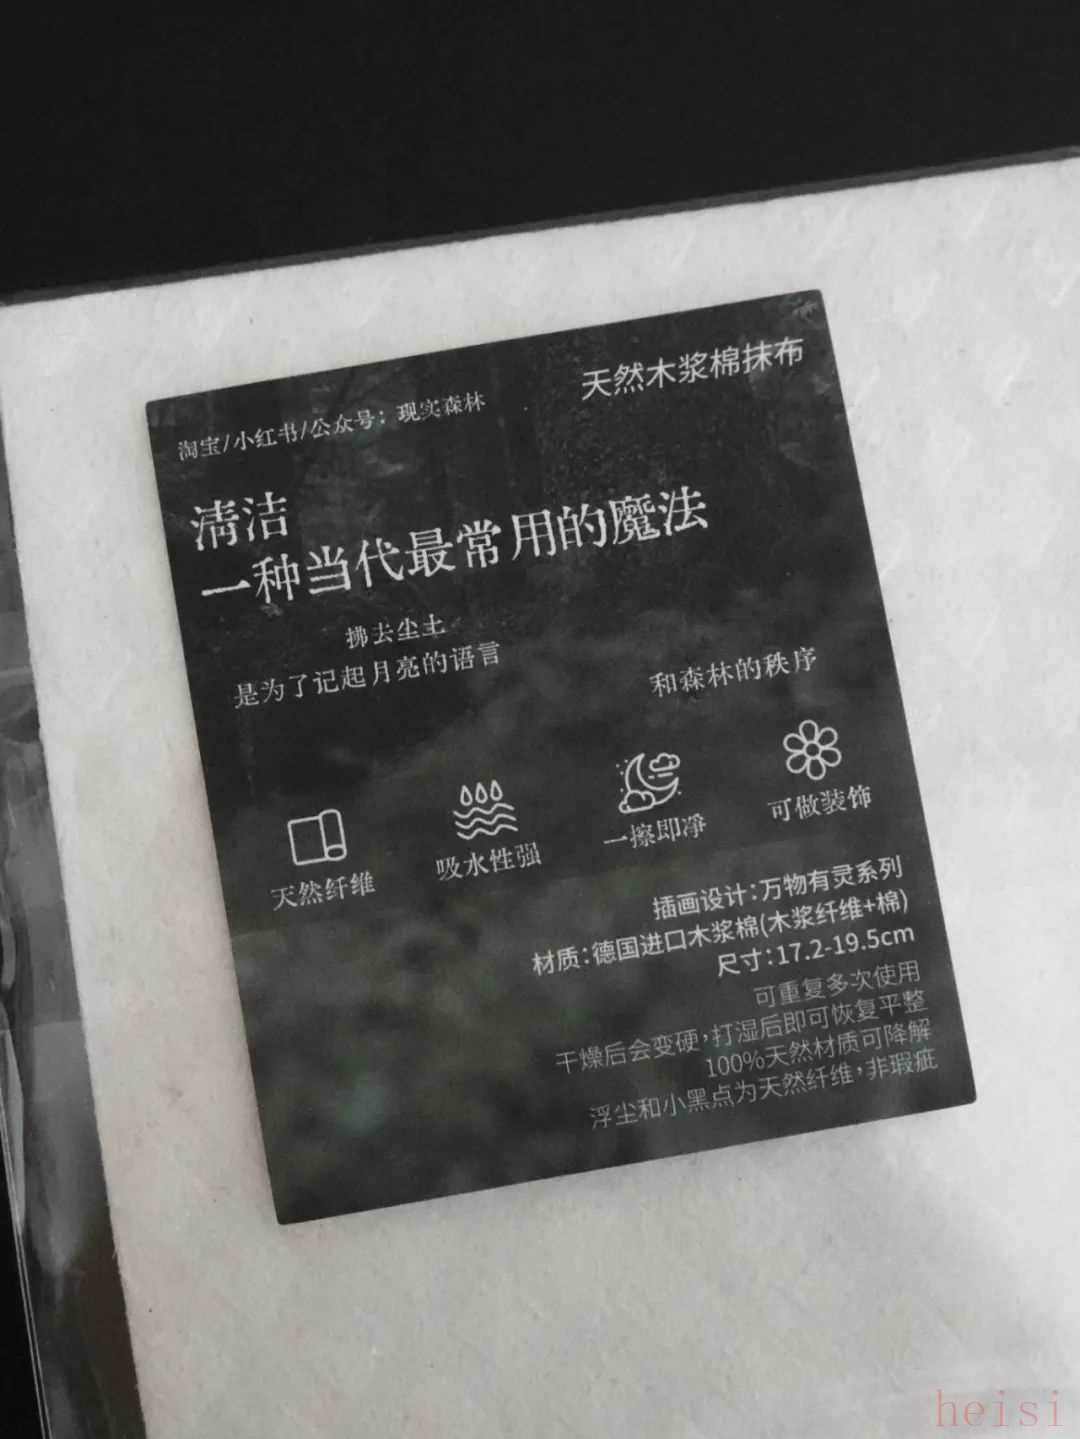 天然木浆棉抹布
淘宝/小红书/公众号：现实森林
清洁
一种当代最常用的魔法
拂去尘土
是为了记起月亮的语言
和森林的秩序
天然纤维
吸水性强
一擦即净
可做装饰
插画设计：万物有灵系列
材质：德国进口木浆棉(木浆纤维+棉)
尺寸：17.2-19.5cm
可重复多次使用
干燥后会变硬，打湿后即可恢复平整
100%天然材质可降解
浮尘和小黑点为天然纤维，非瑕疵
heisi